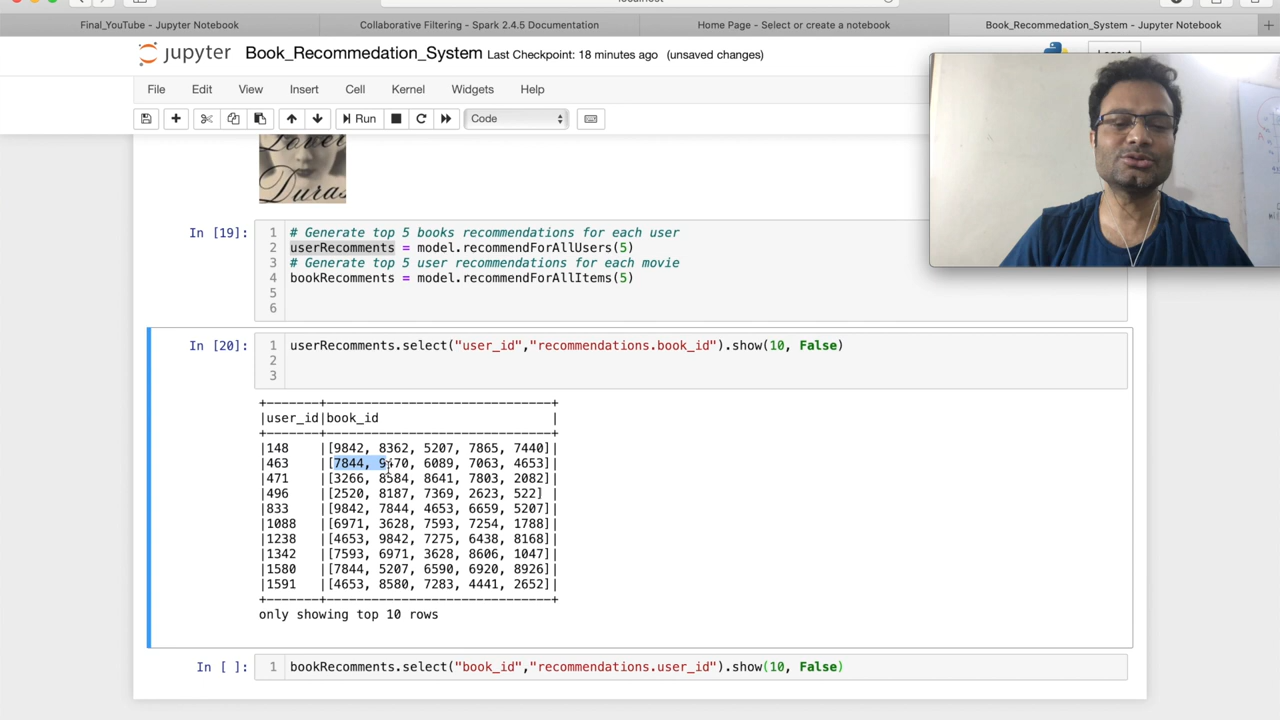 Final_YouTube - Jupyter Notebook
Collaborative Filtering - Spark 2.4.5 Documentation
Home Page - Select or create a notebook
Book_Recommedation_System - Jupyter Notebook
jupyter Book_Recommedation_System Last Checkpoint: 18 minutes ago (unsaved changes)
File Edit View Insert Cell Kernel Widgets Help
Run Code
Lover
Duras
In [19]:
1 # Generate top 5 books recommendations for each user
2 userRecomments = model.recommendForAllUsers(5)
3 # Generate top 5 user recommendations for each movie
4 bookRecomments = model.recommendForAllItems(5)
5
6
In [20]:
1 userRecomments.select("user_id","recommendations.book_id").show(10, False)
2
3
+-------+------------------------------+
|user_id|book_id                       |
+-------+------------------------------+
|148    |[9842, 8362, 5207, 7865, 7440]|
|463    |[7844, 9470, 6089, 7063, 4653]|
|471    |[3266, 8584, 8641, 7803, 2082]|
|496    |[2520, 8187, 7369, 2623, 522] |
|833    |[9842, 7844, 4653, 6659, 5207]|
|1088   |[6971, 3628, 7593, 7254, 1788]|
|1238   |[4653, 9842, 7275, 6438, 8168]|
|1342   |[7593, 6971, 3628, 8606, 1047]|
|1580   |[7844, 5207, 6590, 6920, 8926]|
|1591   |[4653, 8580, 7283, 4441, 2652]|
+-------+------------------------------+
only showing top 10 rows
In [ ]:
1 bookRecomments.select("book_id","recommendations.user_id").show(10, False)